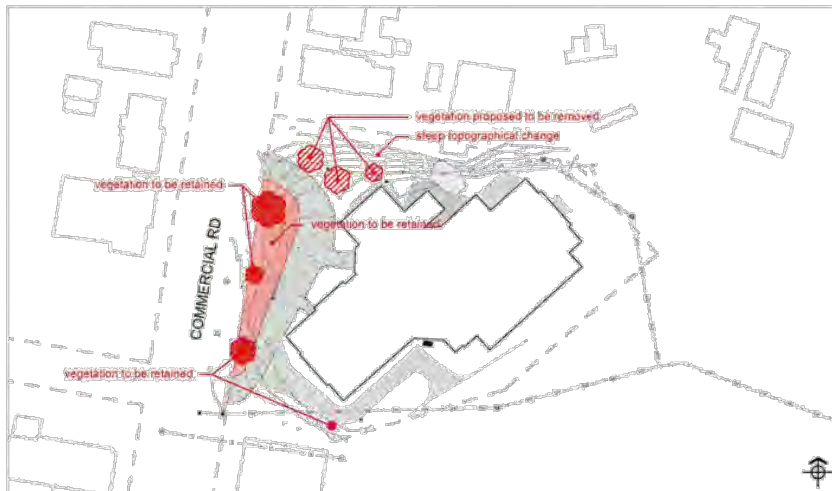 vegetation proposed to be removed
steep topographical change
vegetation to be retained
vegetation to be retained
COMMERCIAL RD
vegetation to be retained